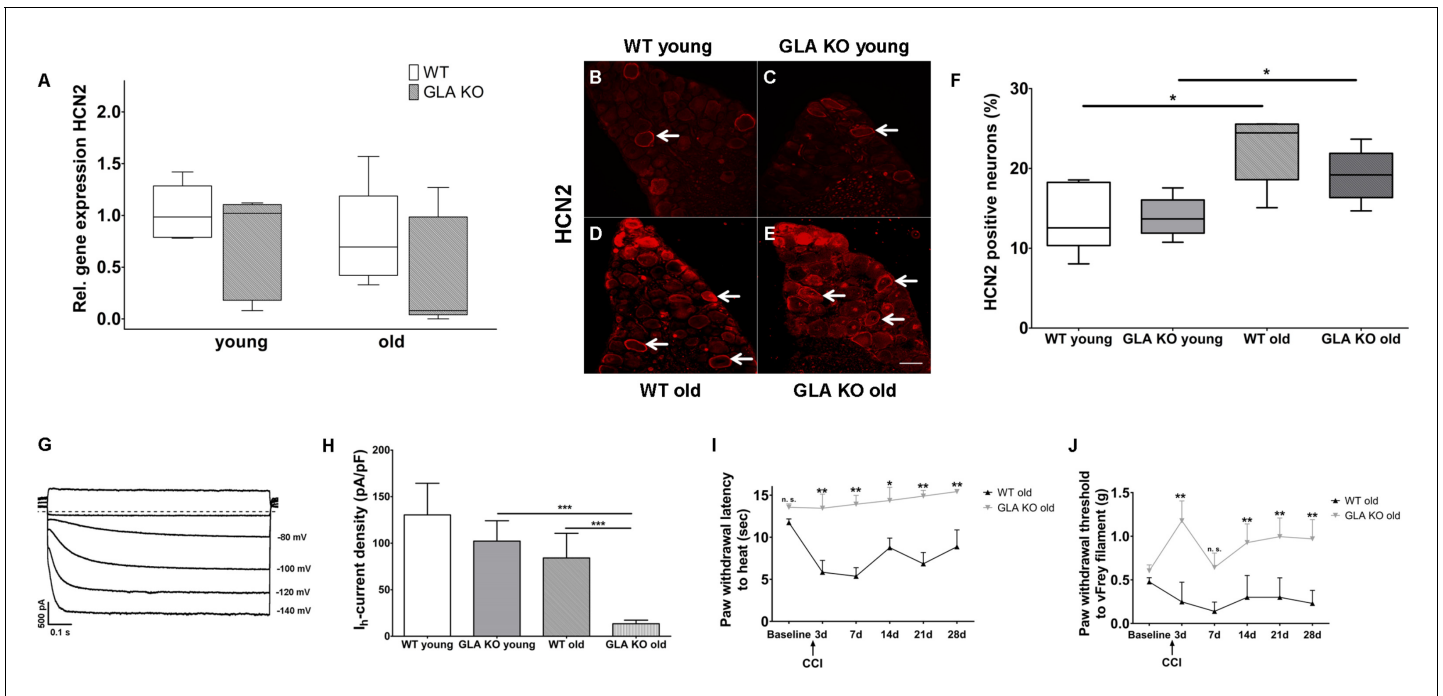 A
WT
GLA KO
Rel. gene expression HCN2
2.0
1.5
1.0
0.5
0.0
young
old
WT young
GLA KO young
HCN2
B
C
D
E
WT old
GLA KO old
F
*
*
HCN2 positive neurons (%)
30
20
10
0
WT young
GLA KO young
WT old
GLA KO old
G
-80 mV
-100 mV
-120 mV
-140 mV
500 pA
0.1 s
H
Ih-current density (pA/pF)
200
150
100
50
0
***
***
WT young
GLA KO young
WT old
GLA KO old
I
Paw withdrawal latency
to heat (sec)
15
10
5
0
n. s.
**
**
*
**
**
WT old
GLA KO old
Baseline 3d 7d 14d 21d 28d
CCI
J
Paw withdrawal threshold
to vFrey filament (g)
1.5
1.0
0.5
0.0
**
n. s.
**
**
**
WT old
GLA KO old
Baseline 3d 7d 14d 21d 28d
CCI